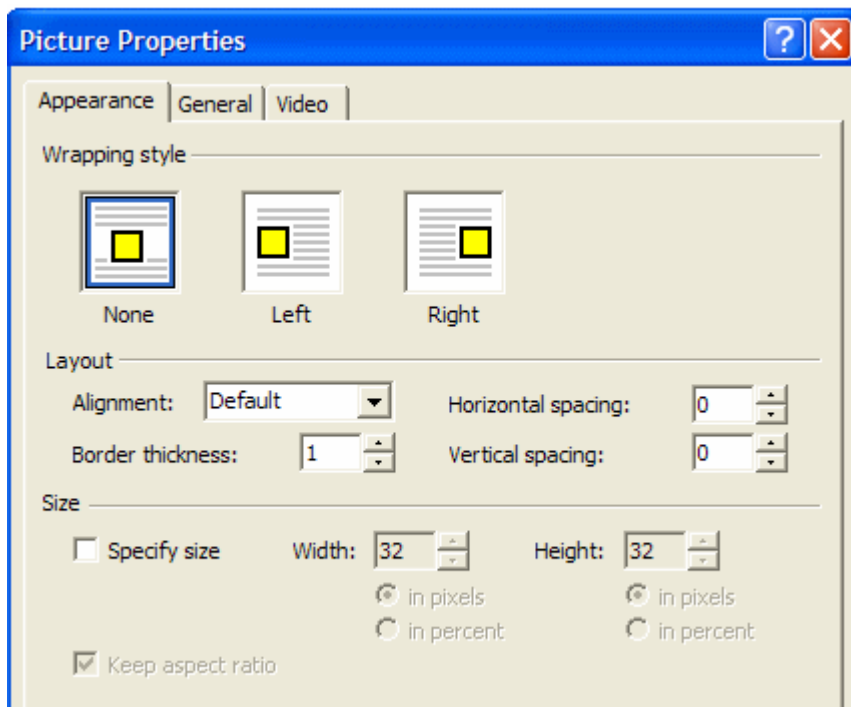 Picture Properties
?
Appearance General Video
Wrapping style
None Left Right
Layout
Alignment: Default Horizontal spacing: 0
Border thickness: 1 Vertical spacing: 0
Size
Specify size Width: 32 Height: 32
in pixels in pixels
in percent in percent
Keep aspect ratio